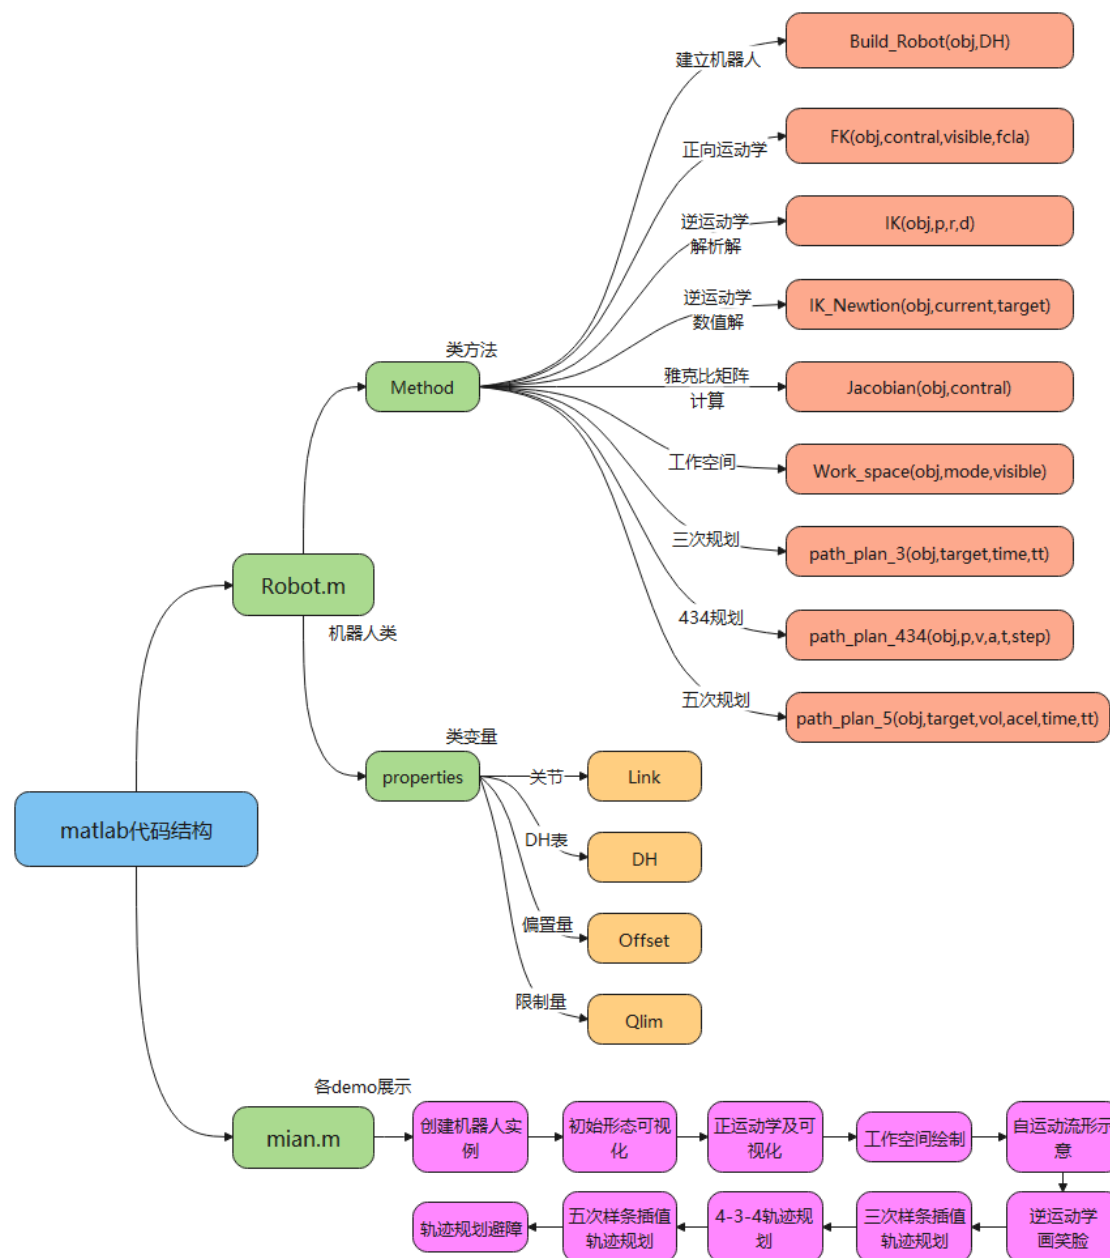 Build_Robot(obj,DH)
建立机器人
FK(obj,contral,visible,fcla)
正向运动学
逆运动学
解析解
IK(obj,p,r,d)
逆运动学
数值解
IK_Newtion(obj,current,target)
类方法
Method
雅克比矩阵
计算
Jacobian(obj,contral)
工作空间
Work_space(obj,mode,visible)
三次规划
path_plan_3(obj,target,time,tt)
Robot.m
机器人类
434规划
path_plan_434(obj,p,v,a,t,step)
五次规划
path_plan_5(obj,target,vol,acel,time,tt)
类变量
properties
关节
Link
matlab代码结构
DH表
DH
偏置量
Offset
限制量
Qlim
各demo展示
mian.m
创建机器人实
例
初始形态可视
化
正运动学及可
视化
工作空间绘制
自运动流形示
意
逆运动学
画笑脸
三次样条插值
轨迹规划
4-3-4轨迹规
划
五次样条插值
轨迹规划
轨迹规划避障